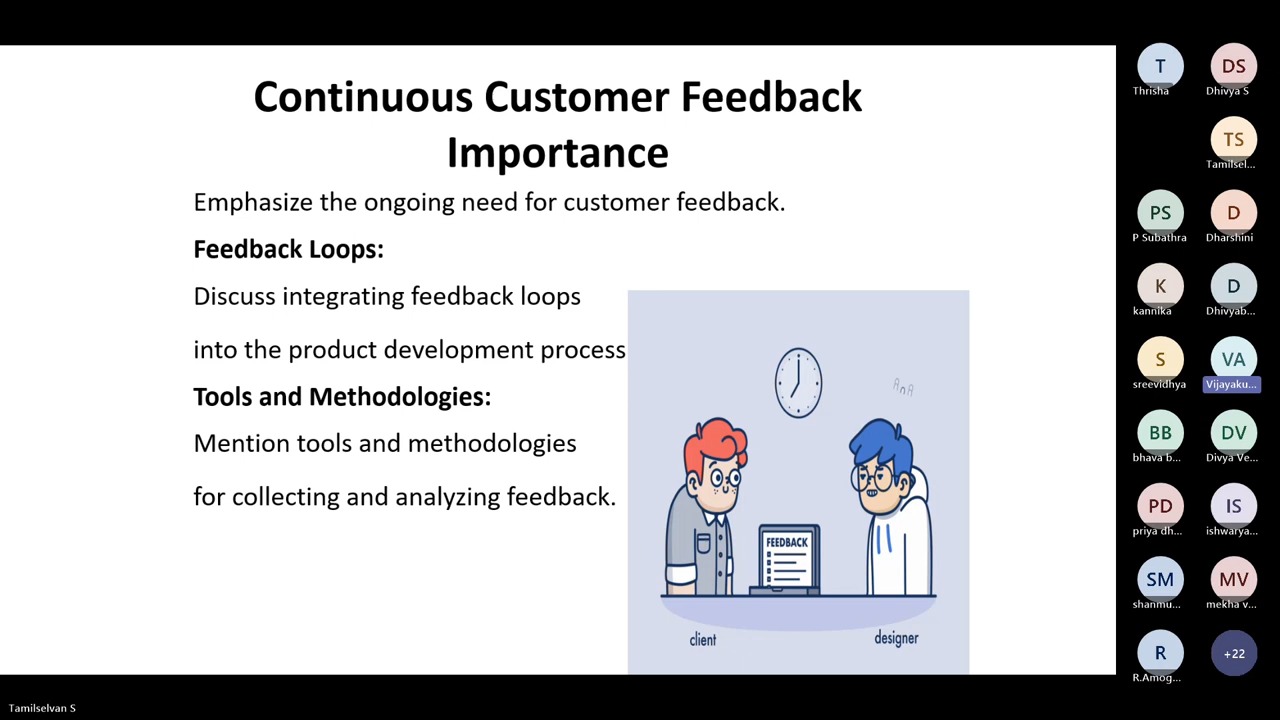 Continuous Customer Feedback
Importance
Emphasize the ongoing need for customer feedback.
Feedback Loops:
Discuss integrating feedback loops
into the product development process
Tools and Methodologies:
Mention tools and methodologies
for collecting and analyzing feedback.
FEEDBACK
client
designer
T
Thrisha
DS
Dhivya S
TS
Tamilsel...
PS
P Subathra
D
Dharshini
K
kannika
D
Dhivyab...
S
sreevidhya
VA
Vijayaku...
BB
bhava b...
DV
Divya Ve...
PD
priya dh...
IS
ishwarya...
SM
shanmu...
MV
mekha v...
R
R.Amog...
+22
Tamilselvan S